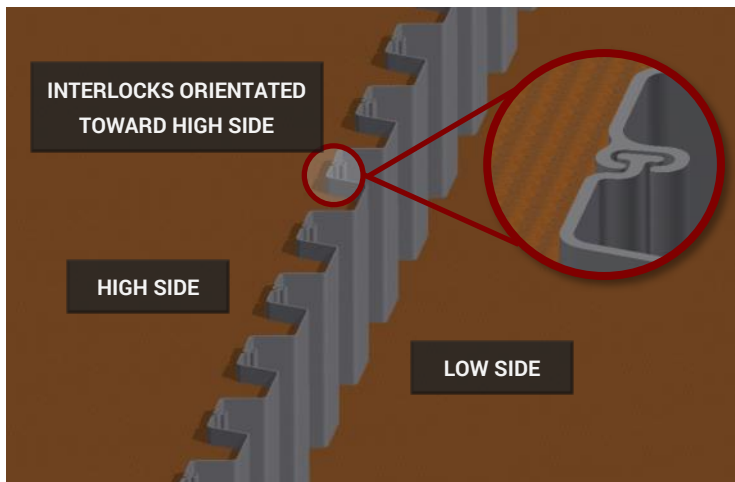 INTERLOCKS ORIENTATED
TOWARD HIGH SIDE
HIGH SIDE
LOW SIDE